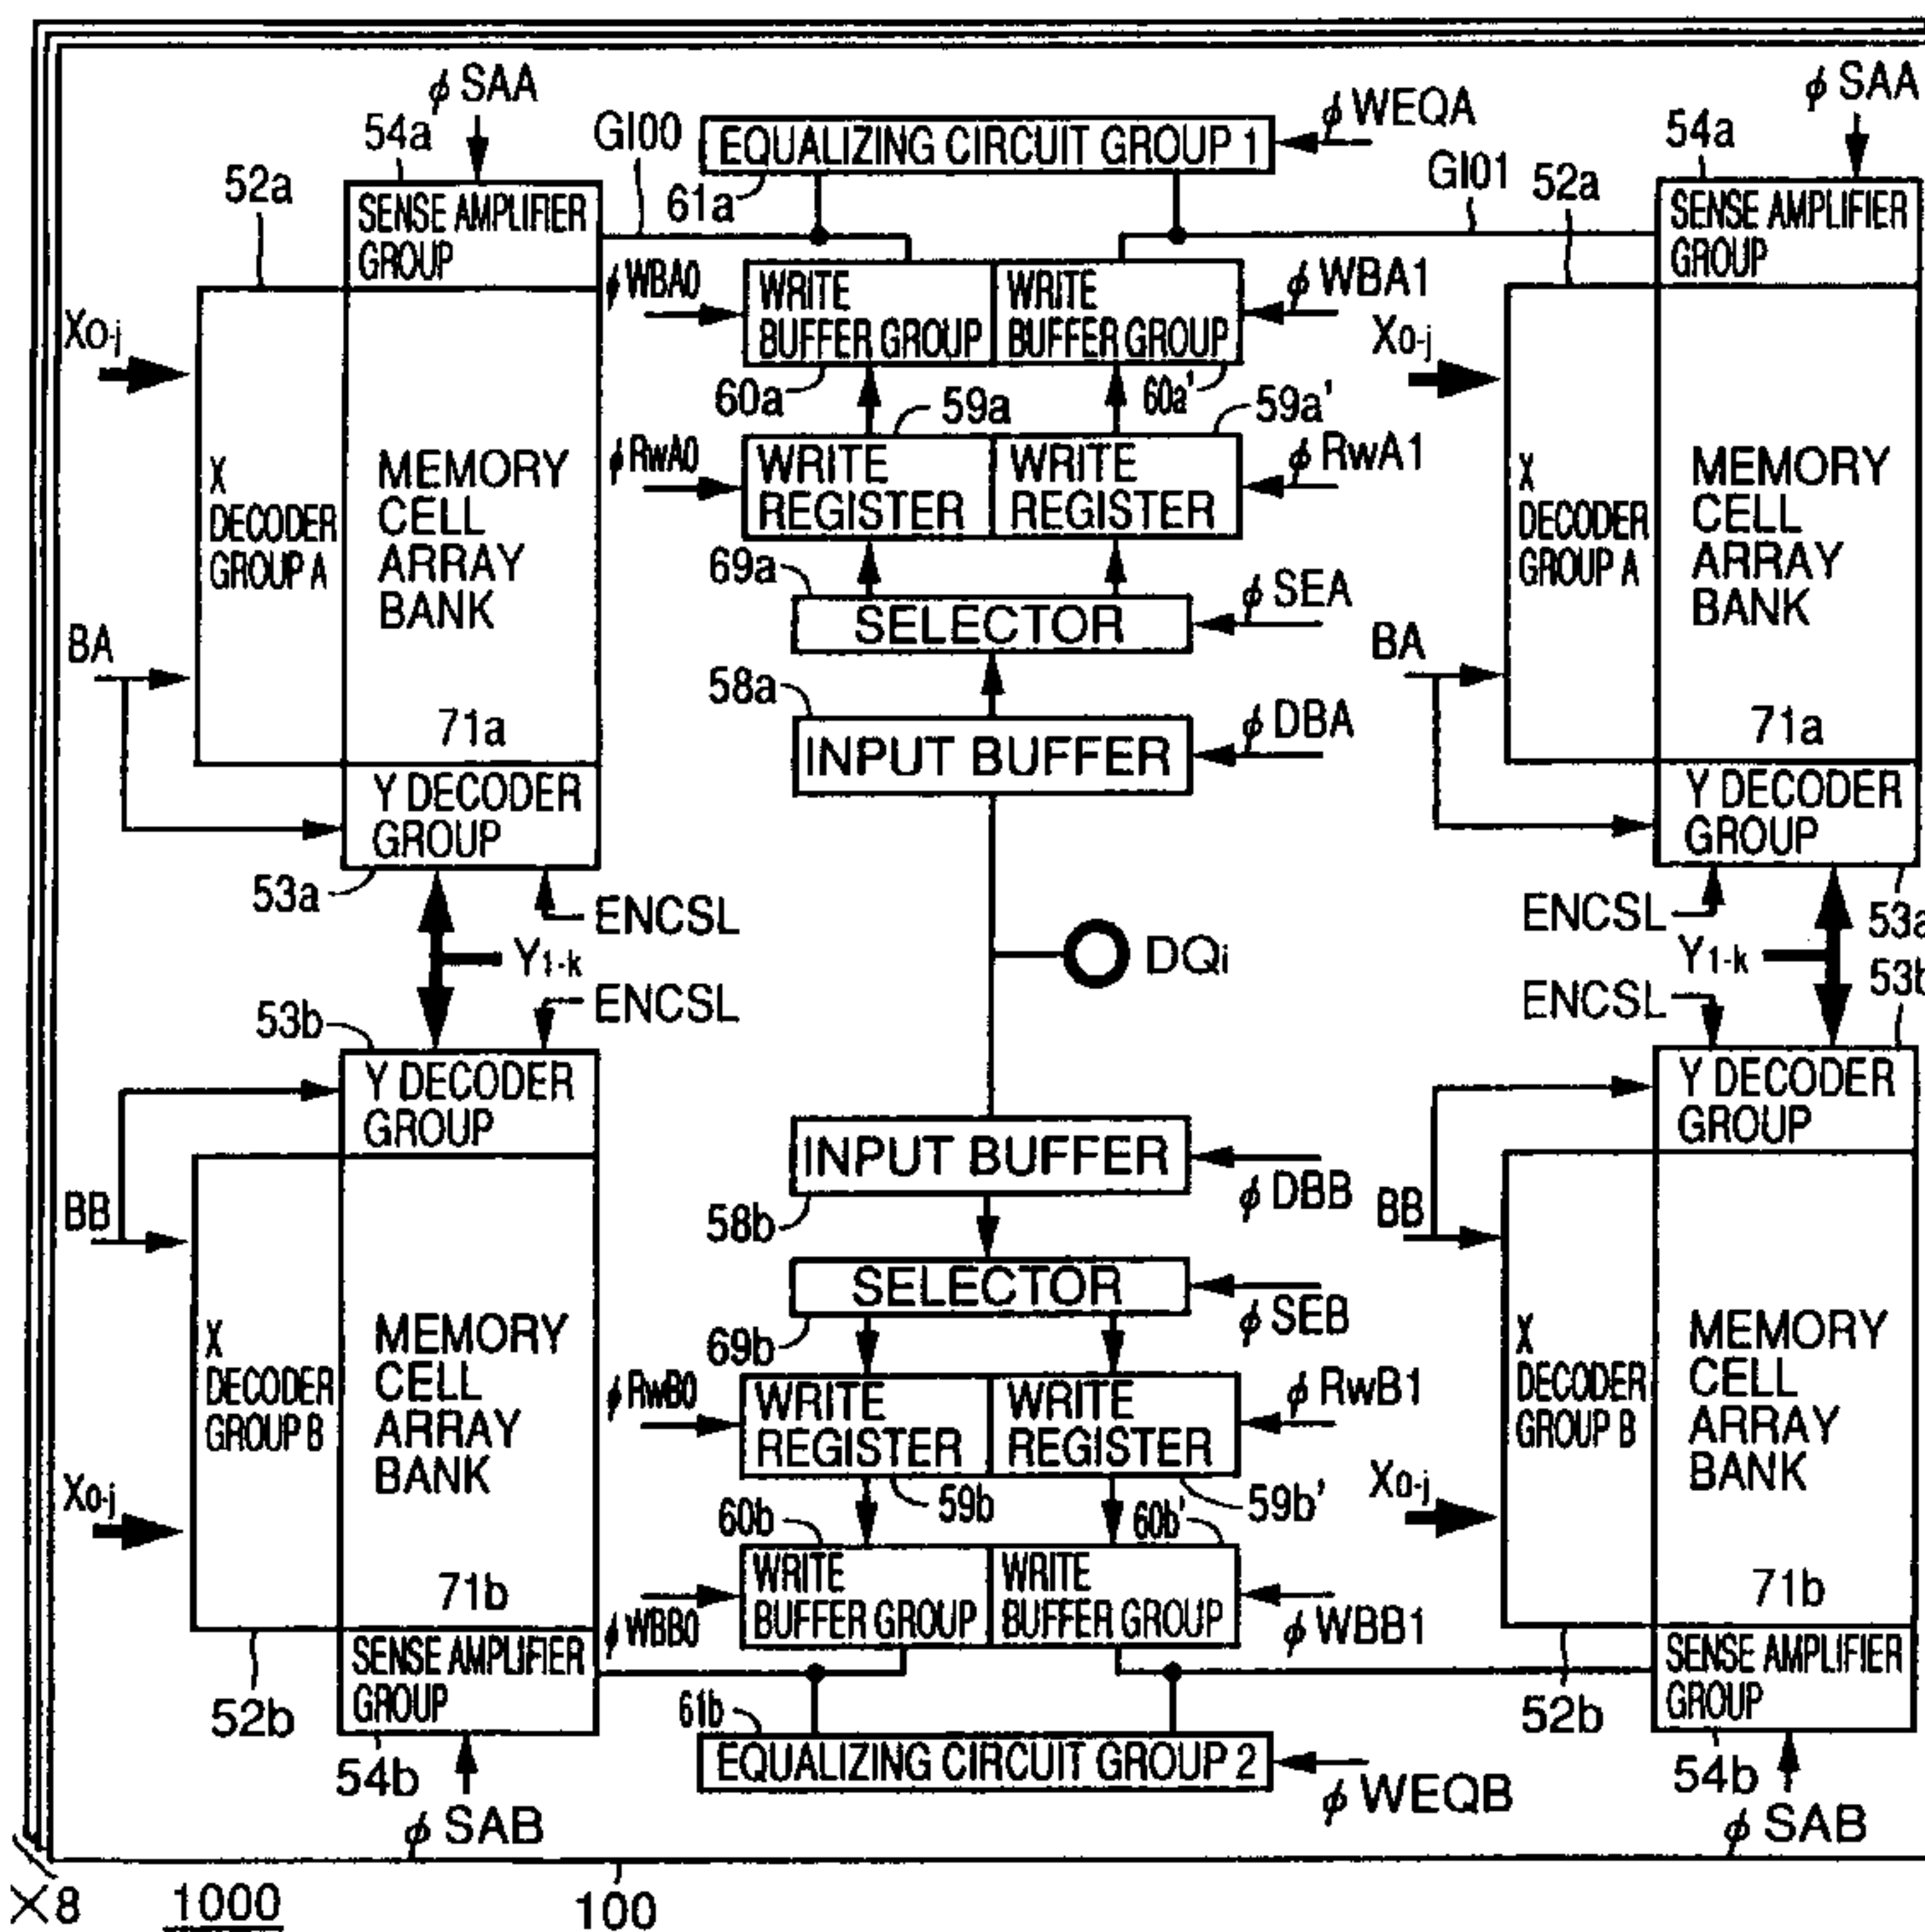 φ SAA
φ SAA
54a
GI00
EQUALIZING CIRCUIT GROUP 1
φ WEQA
54a
52a
61a
GI01
52a
SENSE AMPLIFIER
GROUP
SENSE AMPLIFIER
GROUP
φ WBA0
WRITE
BUFFER GROUP
WRITE
BUFFER GROUP
φ WBA1
X0-j
X0-j
60a
59a
60a'
59a'
φ RwA0
WRITE
REGISTER
WRITE
REGISTER
φ RwA1
X
DECODER
GROUP A
MEMORY
CELL
ARRAY
BANK
X
DECODER
GROUP A
MEMORY
CELL
ARRAY
BANK
69a
SELECTOR
φ SEA
BA
BA
58a
71a
INPUT BUFFER
φ DBA
71a
Y DECODER
GROUP
Y DECODER
GROUP
53a
ENCSL
ENCSL
53a
Y1-k
DQi
Y1-k
53b
ENCSL
ENCSL
53b
Y DECODER
GROUP
Y DECODER
GROUP
INPUT BUFFER
φ DBB
BB
58b
BB
SELECTOR
φ SEB
69b
X
DECODER
GROUP B
MEMORY
CELL
ARRAY
BANK
X
DECODER
GROUP B
MEMORY
CELL
ARRAY
BANK
φ RwB0
WRITE
REGISTER
WRITE
REGISTER
φ RwB1
X0-j
X0-j
60b
59b
60b'
59b'
71b
WRITE
BUFFER GROUP
WRITE
BUFFER GROUP
71b
φ WBB0
φ WBB1
SENSE AMPLIFIER
GROUP
SENSE AMPLIFIER
GROUP
52b
61b
52b
54b
EQUALIZING CIRCUIT GROUP 2
54b
φ WEQB
φ SAB
φ SAB
×8
1000
100